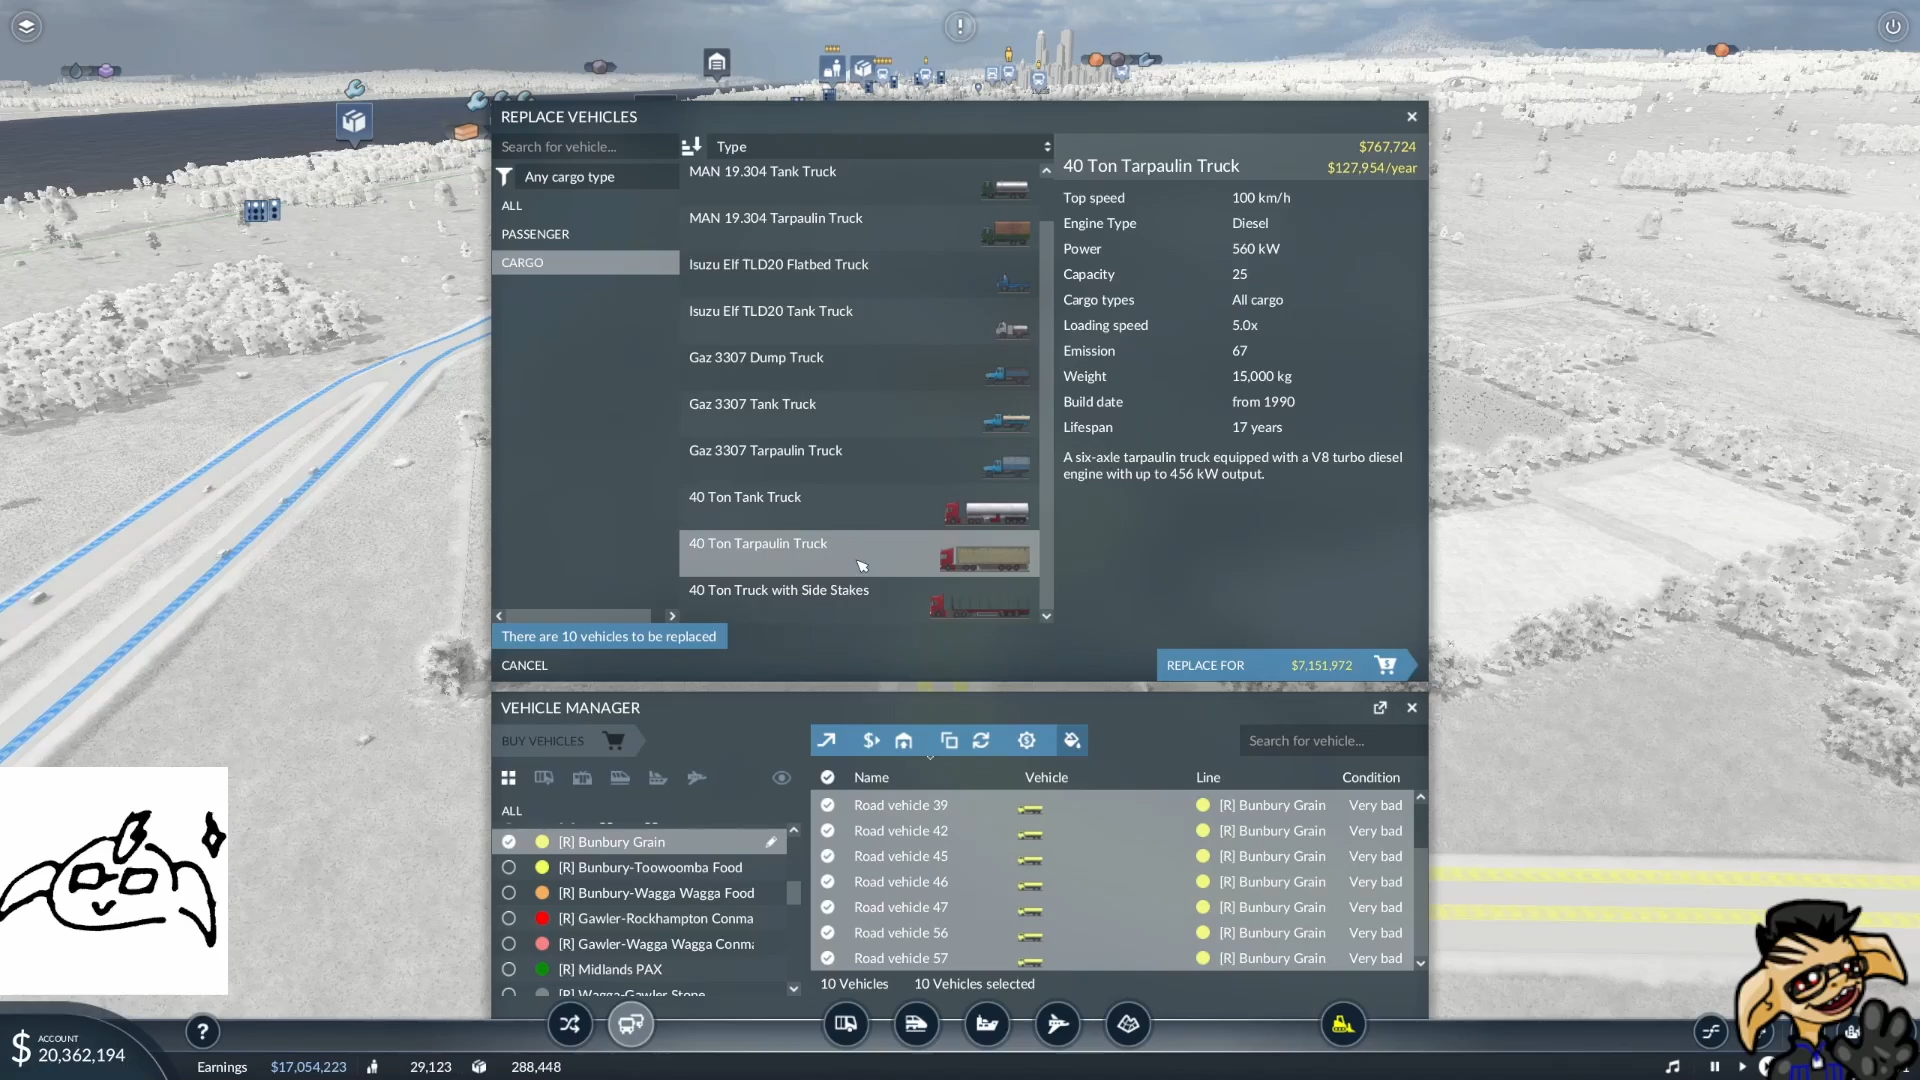 REPLACE VEHICLES
Search for vehicle...
Type
Any cargo type
ALL
PASSENGER
CARGO
MAN 19.304 Tank Truck
MAN 19.304 Tarpaulin Truck
Isuzu Elf TLD20 Flatbed Truck
Isuzu Elf TLD20 Tank Truck
Gaz 3307 Dump Truck
Gaz 3307 Tank Truck
Gaz 3307 Tarpaulin Truck
40 Ton Tank Truck
40 Ton Tarpaulin Truck
40 Ton Truck with Side Stakes
$767,724
40 Ton Tarpaulin Truck
$127,954/year
Top speed 100 km/h
Engine Type Diesel
Power 560 kW
Capacity 25
Cargo types All cargo
Loading speed 5.0x
Emission 67
Weight 15,000 kg
Build date from 1990
Lifespan 17 years
A six-axle tarpaulin truck equipped with a V8 turbo diesel
engine with up to 456 kW output.
There are 10 vehicles to be replaced
CANCEL
REPLACE FOR $7,151,972
VEHICLE MANAGER
BUY VEHICLES
Search for vehicle...
ALL
[R] Bunbury Grain
[R] Bunbury-Toowoomba Food
[R] Bunbury-Wagga Wagga Food
[R] Gawler-Rockhampton Conma
[R] Gawler-Wagga Wagga Conma
[R] Midlands PAX
[R] Wagga-Gawler Stone
Name Vehicle Line Condition
Road vehicle 39 [R] Bunbury Grain Very bad
Road vehicle 42 [R] Bunbury Grain Very bad
Road vehicle 45 [R] Bunbury Grain Very bad
Road vehicle 46 [R] Bunbury Grain Very bad
Road vehicle 47 [R] Bunbury Grain Very bad
Road vehicle 56 [R] Bunbury Grain Very bad
Road vehicle 57 [R] Bunbury Grain Very bad
10 Vehicles 10 Vehicles selected
?
$ ACCOUNT
20,362,194
Earnings $17,054,223 29,123 288,448